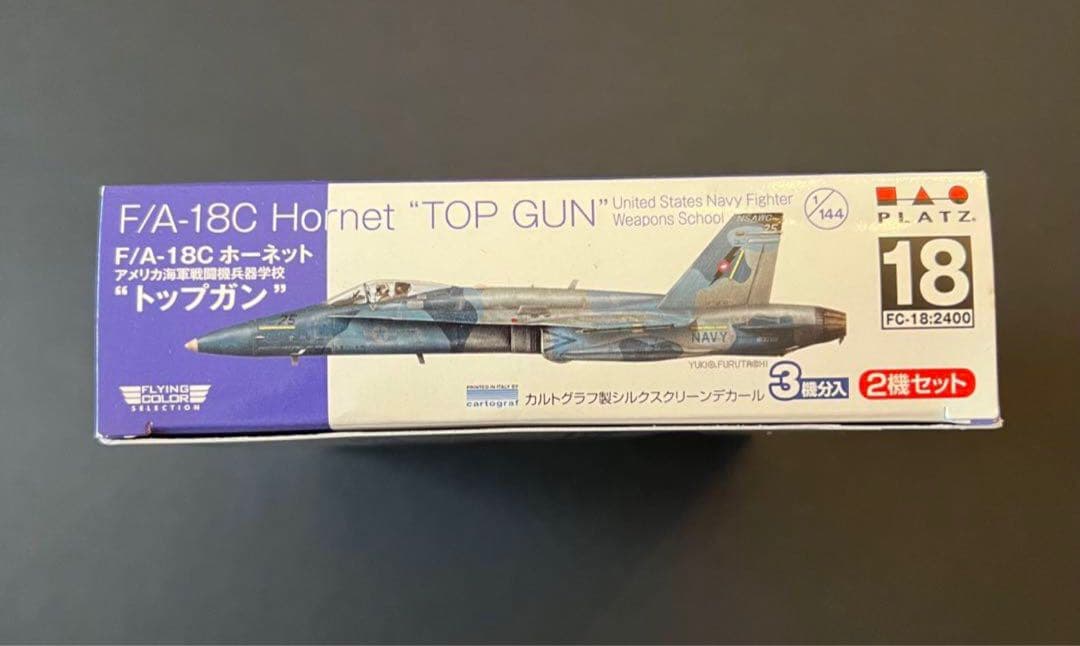 F/A-18C Hornet "TOP GUN"
United States Navy Fighter
Weapons School
1/144
F/A-18C ホーネット
アメリカ海軍戦闘機兵器学校
“トップガン”
PLATZ
18
FC-18:2400
NSAWC
25
25
NAVY
YUKIO.FURUTACHI
FLYING
COLOR
SELECTION
PRINTED IN ITALY BY
cartograf
カルトグラフ製シルクスクリーンデカール
3機分入
2機セット